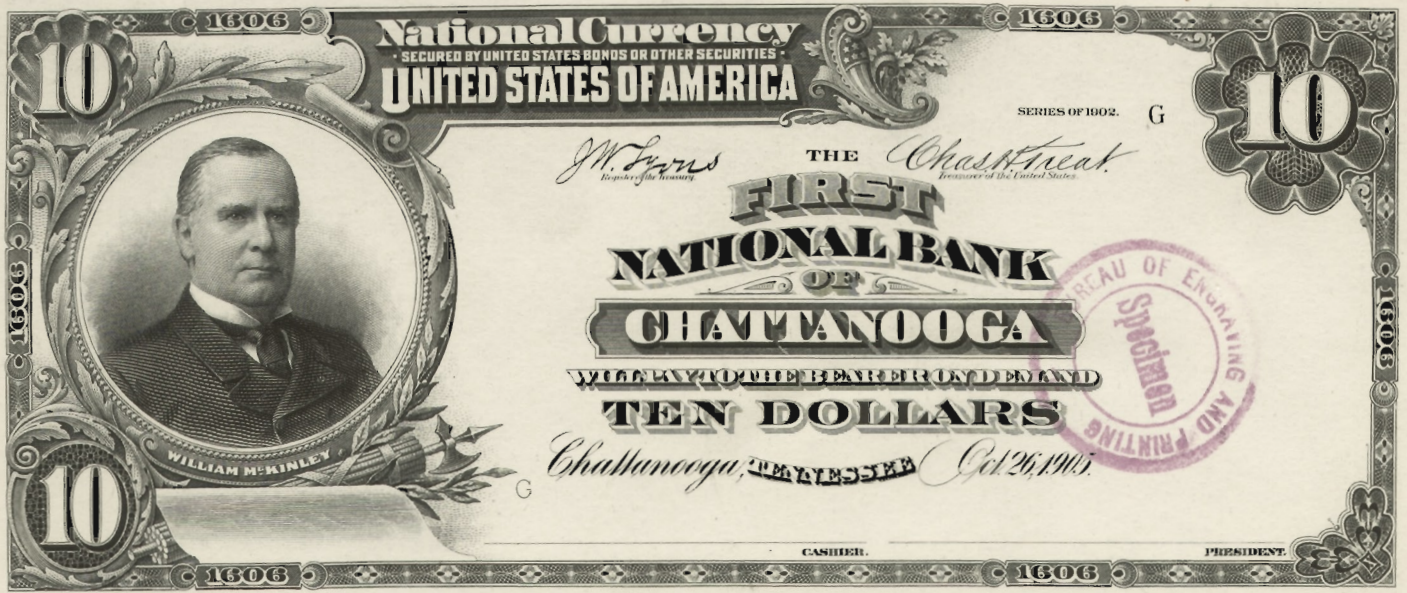 1606 1606
10 National Currency 10
· SECURED BY UNITED STATES BONDS OR OTHER SECURITIES ·
UNITED STATES OF AMERICA
SERIES OF 1902. G
J.W. Lyons THE Chas. H. Treat.
Register of the Treasury. Treasurer of the United States.
FIRST
NATIONAL BANK
OF
CHATTANOOGA
1606 1606
BUREAU OF ENGRAVING AND PRINTING
Specimen
WILL PAY TO THE BEARER ON DEMAND
TEN DOLLARS
WILLIAM McKINLEY
Chattanooga, TENNESSEE Oct. 26, 1905.
G
10
CASHIER. PRESIDENT.
1606 1606